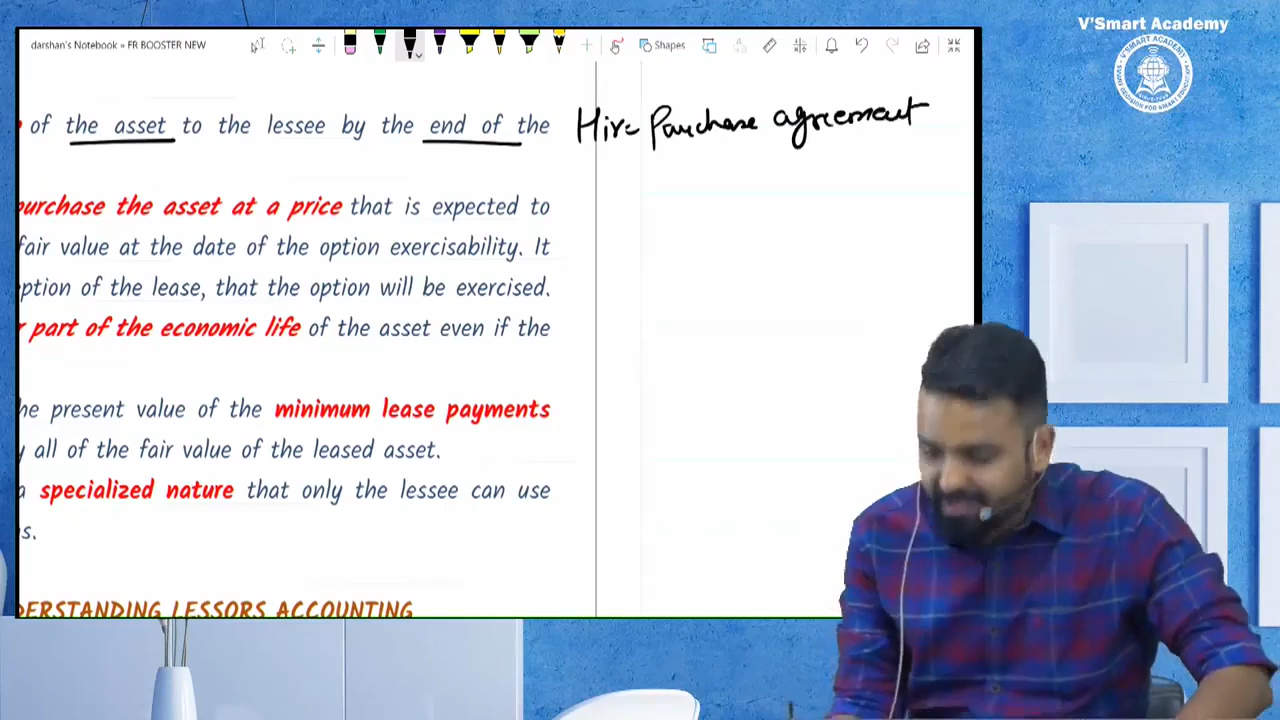 V'Smart Academy
darshan's Notebook » FR BOOSTER NEW
Shapes
of the asset to the lessee by the end of the
Hire Purchase agreement
purchase the asset at a price that is expected to
fair value at the date of the option exercisability. It
ption of the lease, that the option will be exercised.
r part of the economic life of the asset even if the
he present value of the minimum lease payments
y all of the fair value of the leased asset.
a specialized nature that only the lessee can use
s.
DERSTANDING LESSORS ACCOUNTING